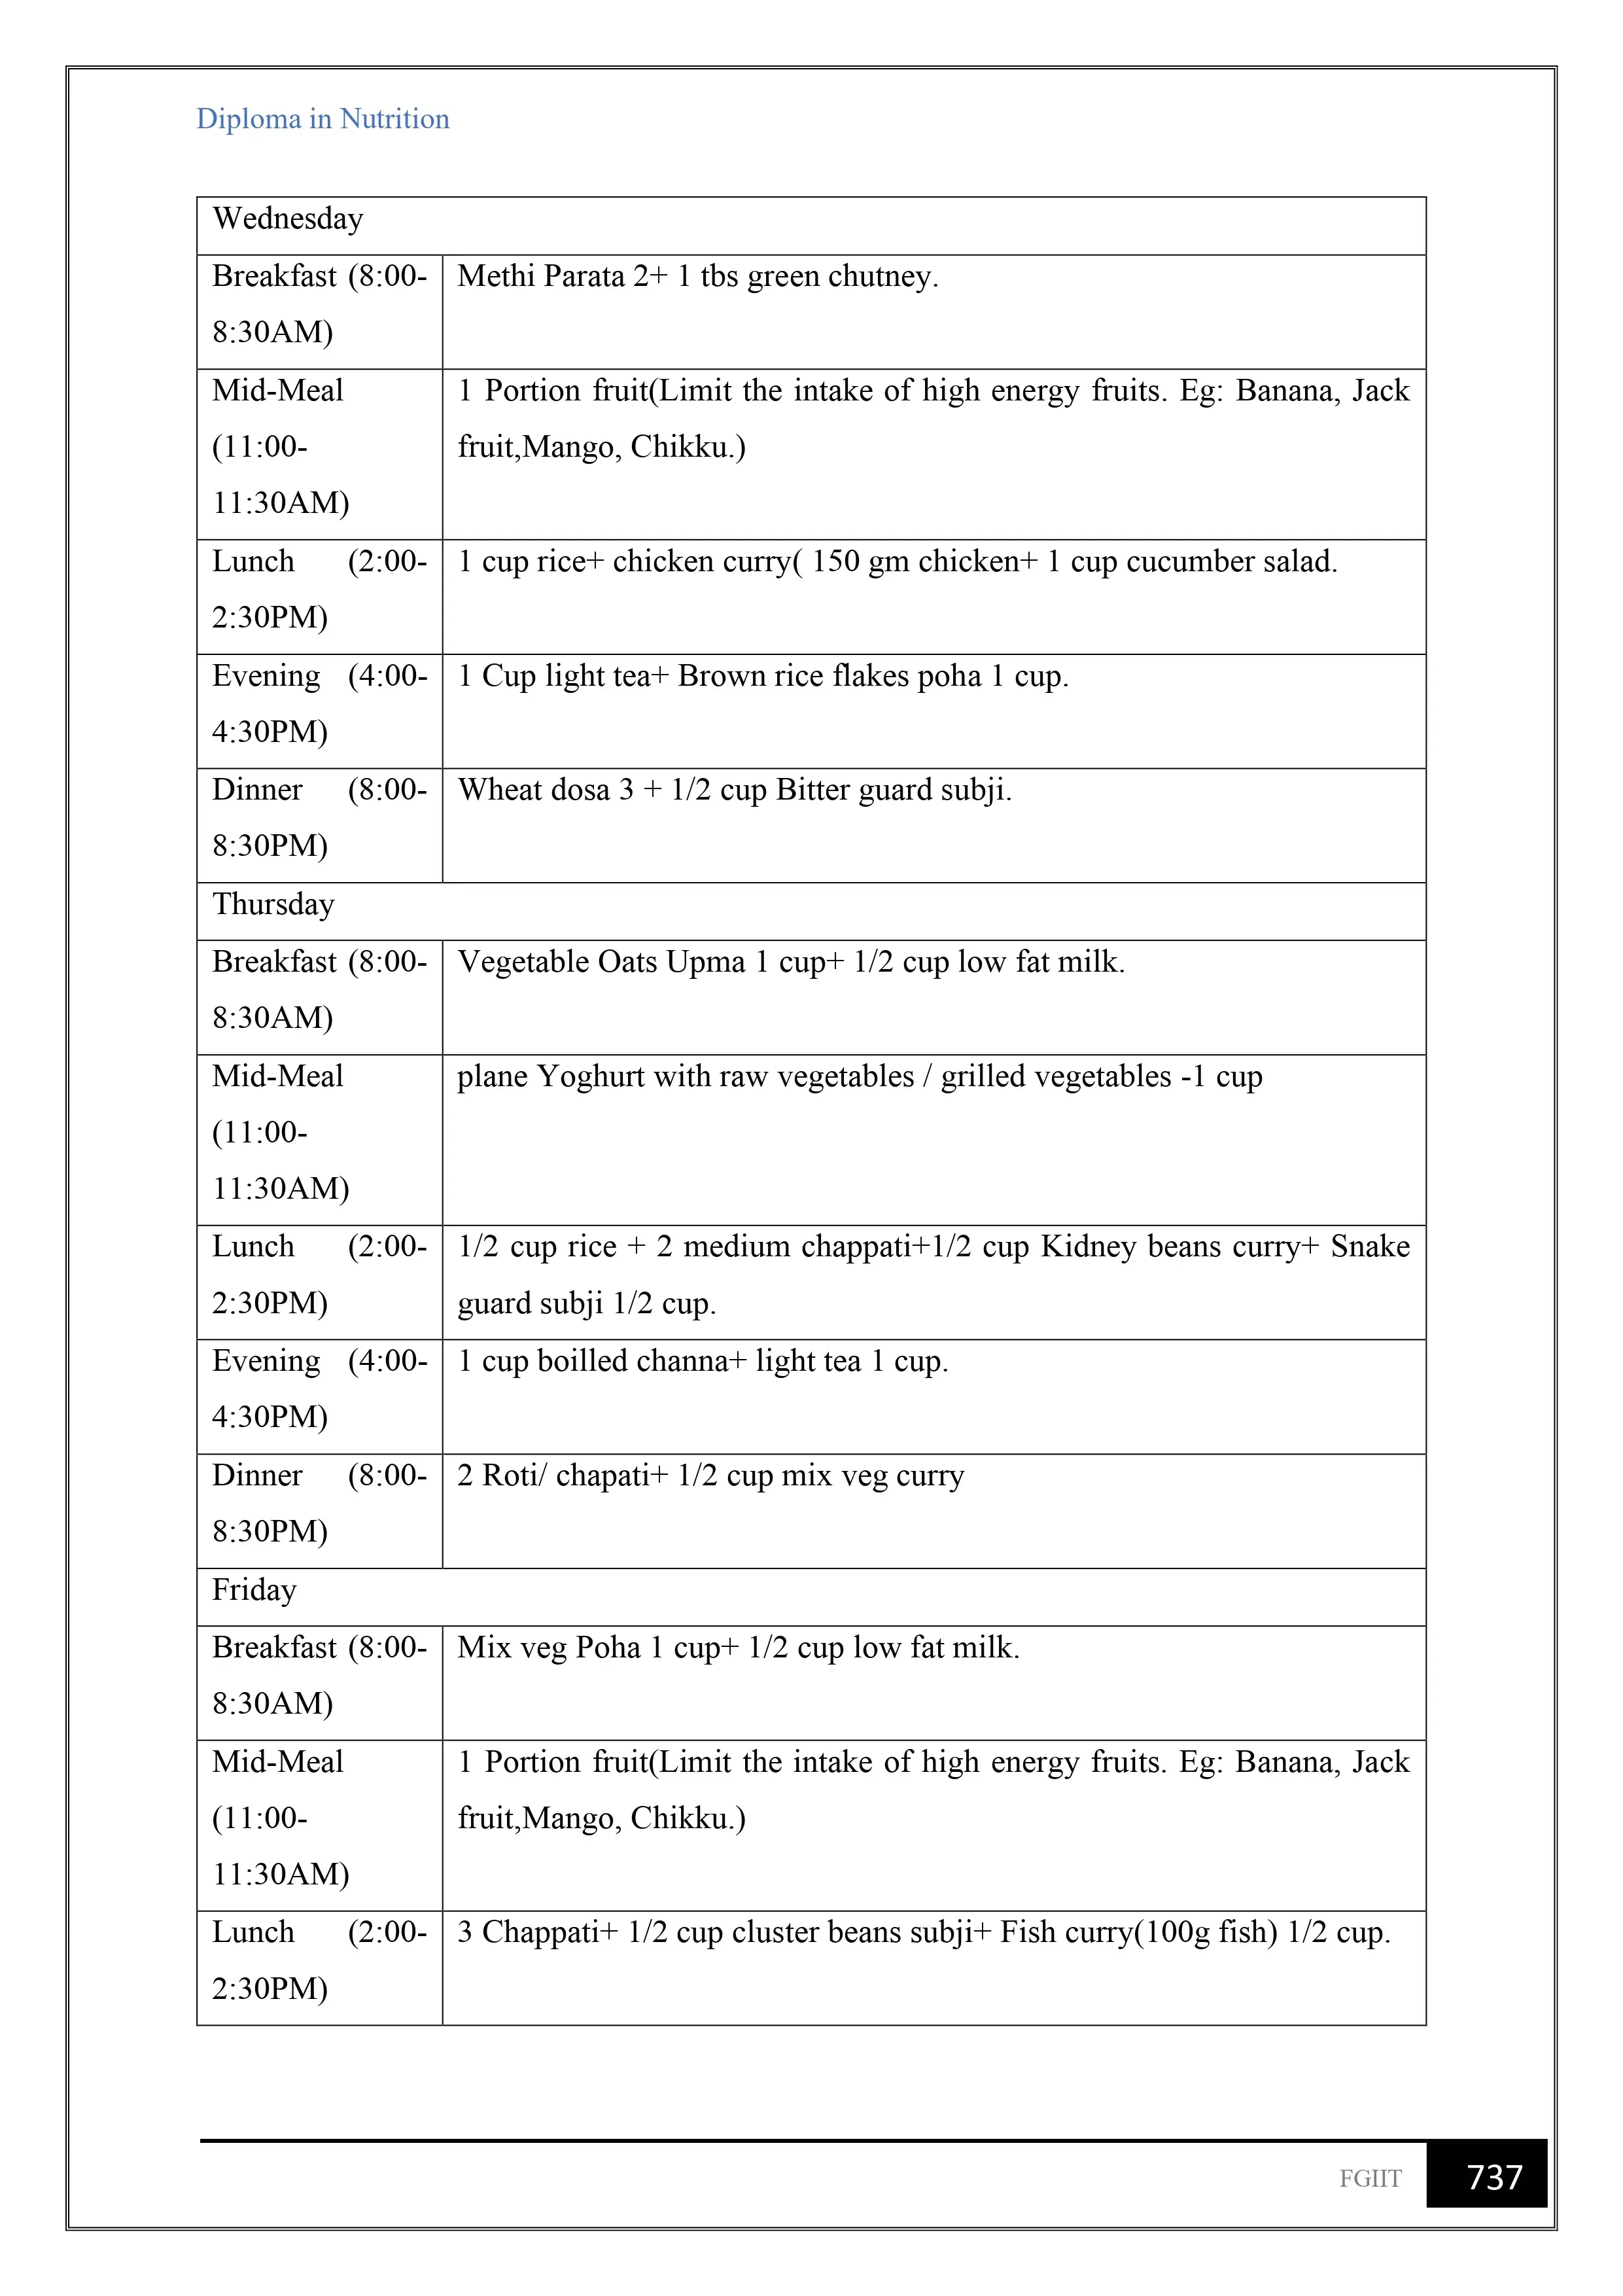 Diploma in Nutrition
Wednesday
Breakfast (8:00-
8:30AM)
Methi Parata 2+ 1 tbs green chutney.
Mid-Meal
(11:00-
11:30AM)
1 Portion fruit(Limit the intake of high energy fruits. Eg: Banana, Jack
fruit,Mango, Chikku.)
Lunch (2:00-
2:30PM)
1 cup rice+ chicken curry( 150 gm chicken+ 1 cup cucumber salad.
Evening (4:00-
4:30PM)
1 Cup light tea+ Brown rice flakes poha 1 cup.
Dinner (8:00-
8:30PM)
Wheat dosa 3 + 1/2 cup Bitter guard subji.
Thursday
Breakfast (8:00-
8:30AM)
Vegetable Oats Upma 1 cup+ 1/2 cup low fat milk.
Mid-Meal
(11:00-
11:30AM)
plane Yoghurt with raw vegetables / grilled vegetables -1 cup
Lunch (2:00-
2:30PM)
1/2 cup rice + 2 medium chappati+1/2 cup Kidney beans curry+ Snake
guard subji 1/2 cup.
Evening (4:00-
4:30PM)
1 cup boilled channa+ light tea 1 cup.
Dinner (8:00-
8:30PM)
2 Roti/ chapati+ 1/2 cup mix veg curry
Friday
Breakfast (8:00-
8:30AM)
Mix veg Poha 1 cup+ 1/2 cup low fat milk.
Mid-Meal
(11:00-
11:30AM)
1 Portion fruit(Limit the intake of high energy fruits. Eg: Banana, Jack
fruit,Mango, Chikku.)
Lunch (2:00-
2:30PM)
3 Chappati+ 1/2 cup cluster beans subji+ Fish curry(100g fish) 1/2 cup.
FGIIT 737